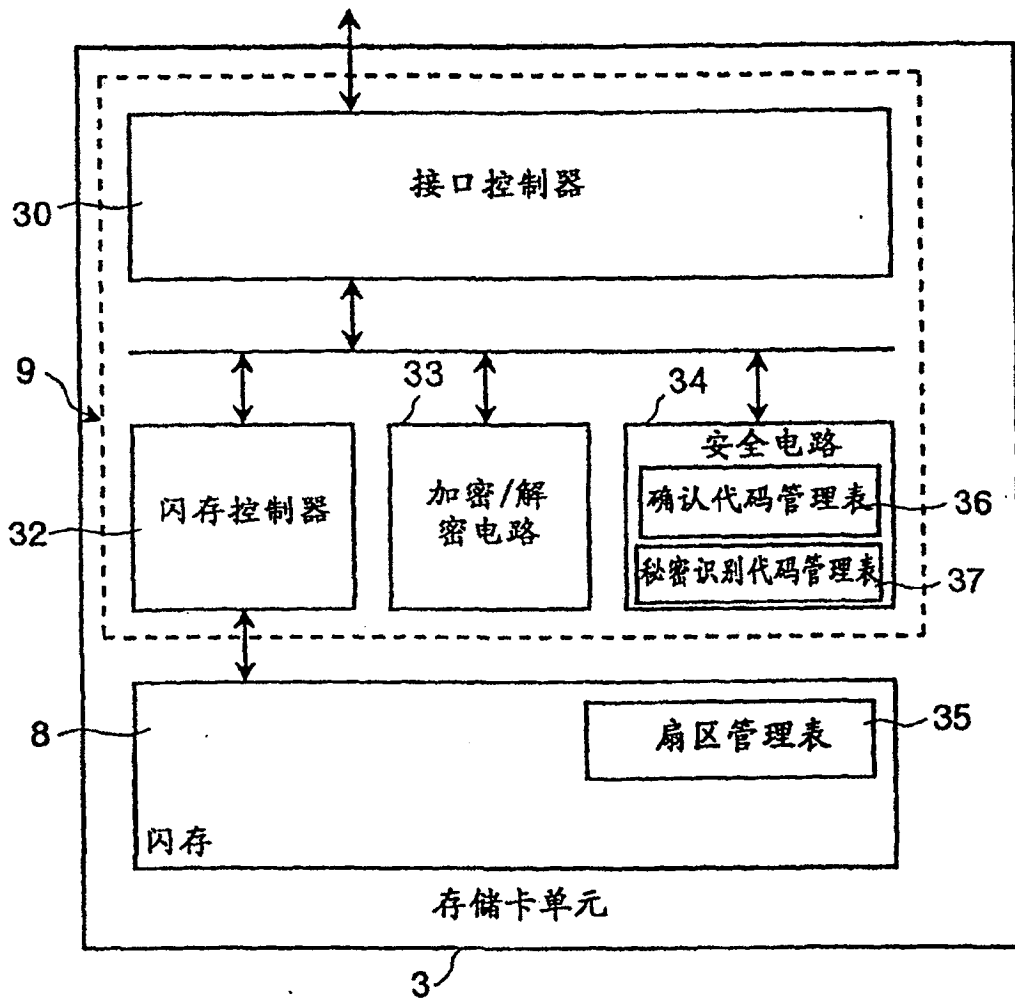 接口控制器
30
9
33
34
安全电路
闪存控制器
加密/解
密电路
确认代码管理表
36
32
秘密识别代码管理表
37
8
扇区管理表
35
闪存
存储卡单元
3